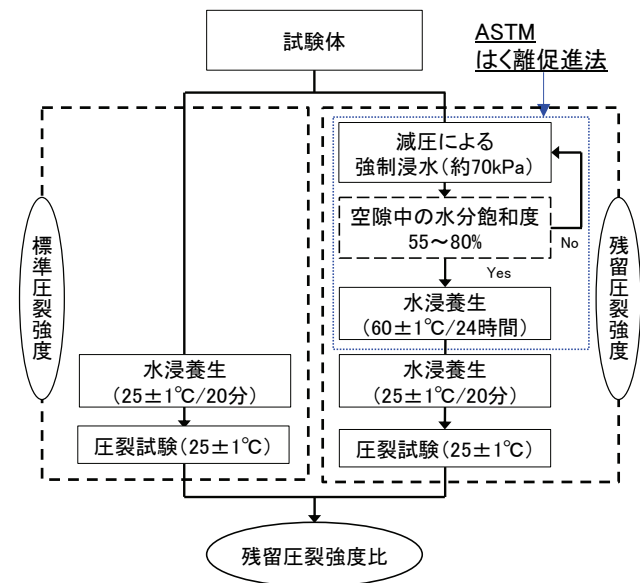 試験体
ASTM
はく離促進法
減圧による
強制浸水(約70kPa)
空隙中の水分飽和度
55～80%
No
Yes
水浸養生
(60±1℃/24時間)
標準圧裂強度
残留圧裂強度
水浸養生
(25±1℃/20分)
水浸養生
(25±1℃/20分)
圧裂試験(25±1℃)
圧裂試験(25±1℃)
残留圧裂強度比